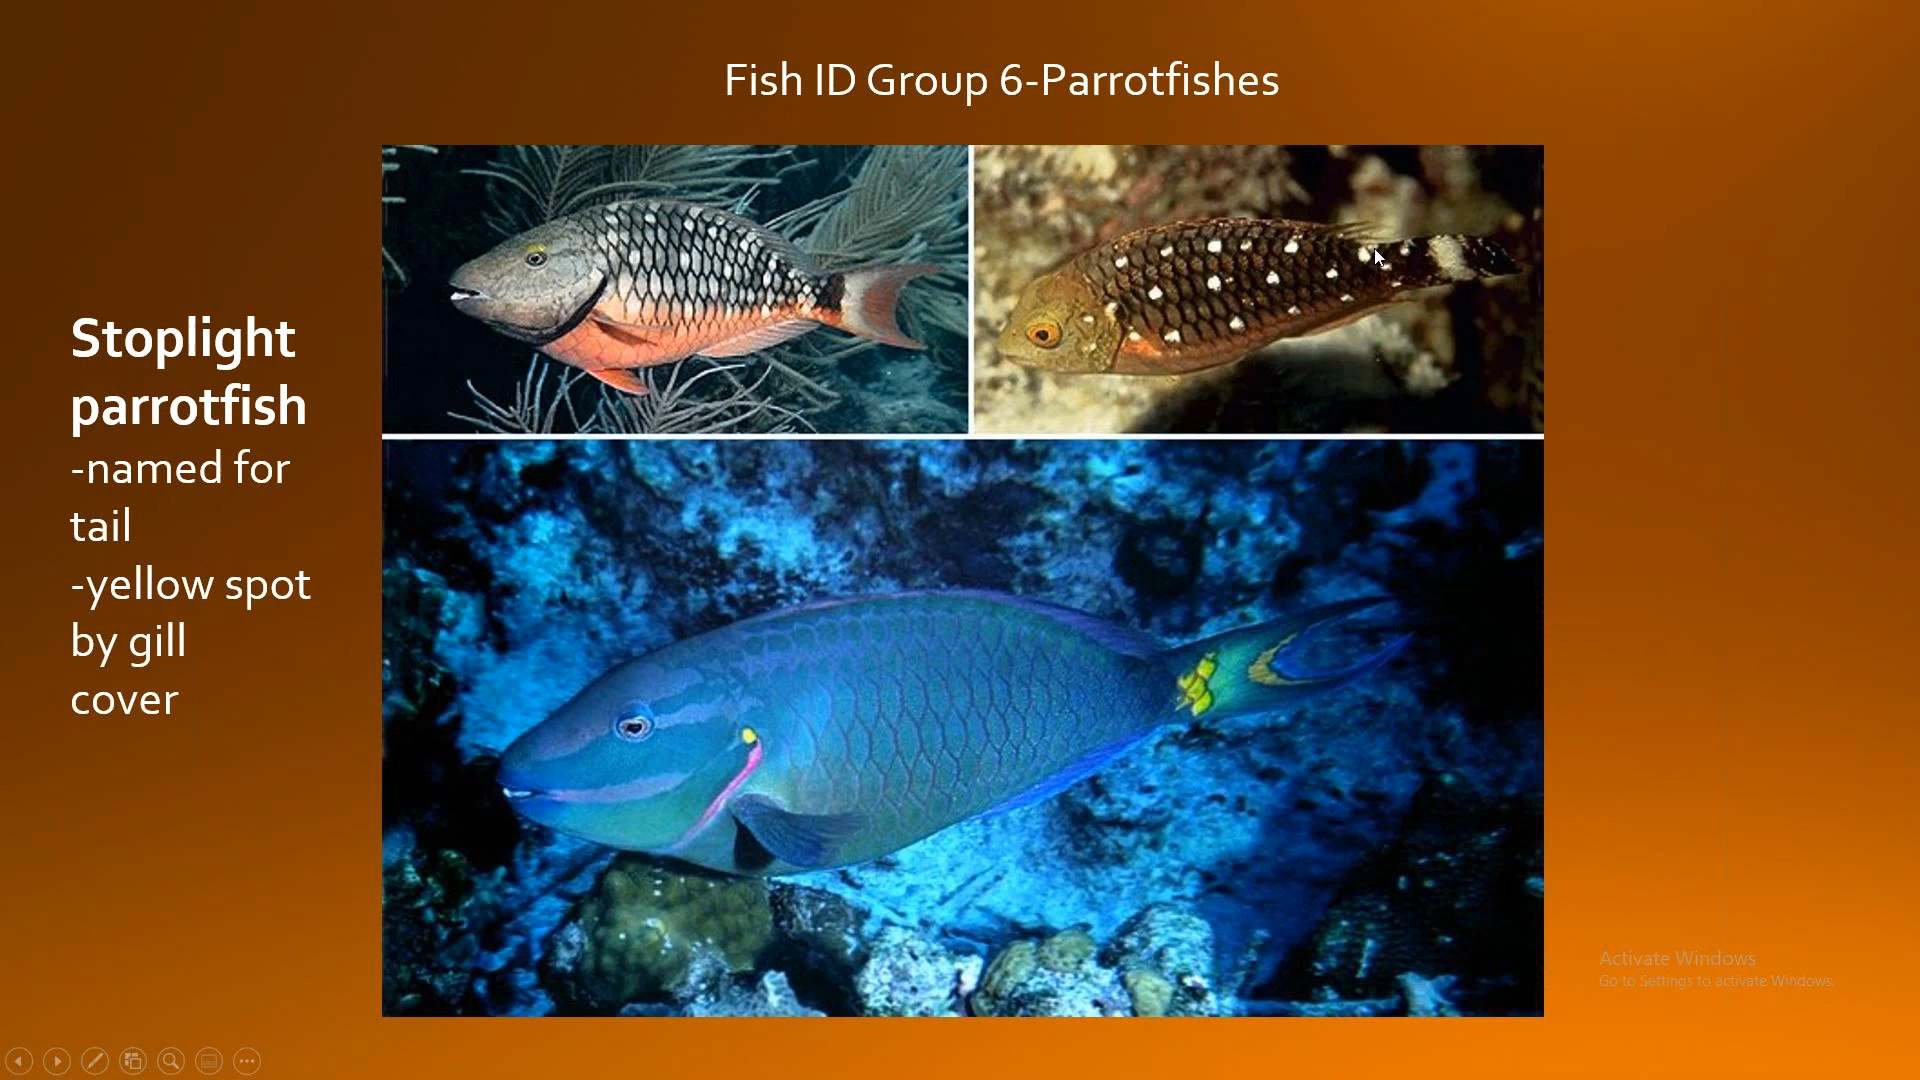 Fish ID Group 6-Parrotfishes
Stoplight
parrotfish
-named for
tail
-yellow spot
by gill
cover
Activate Windows
Go to Settings to activate Windows.